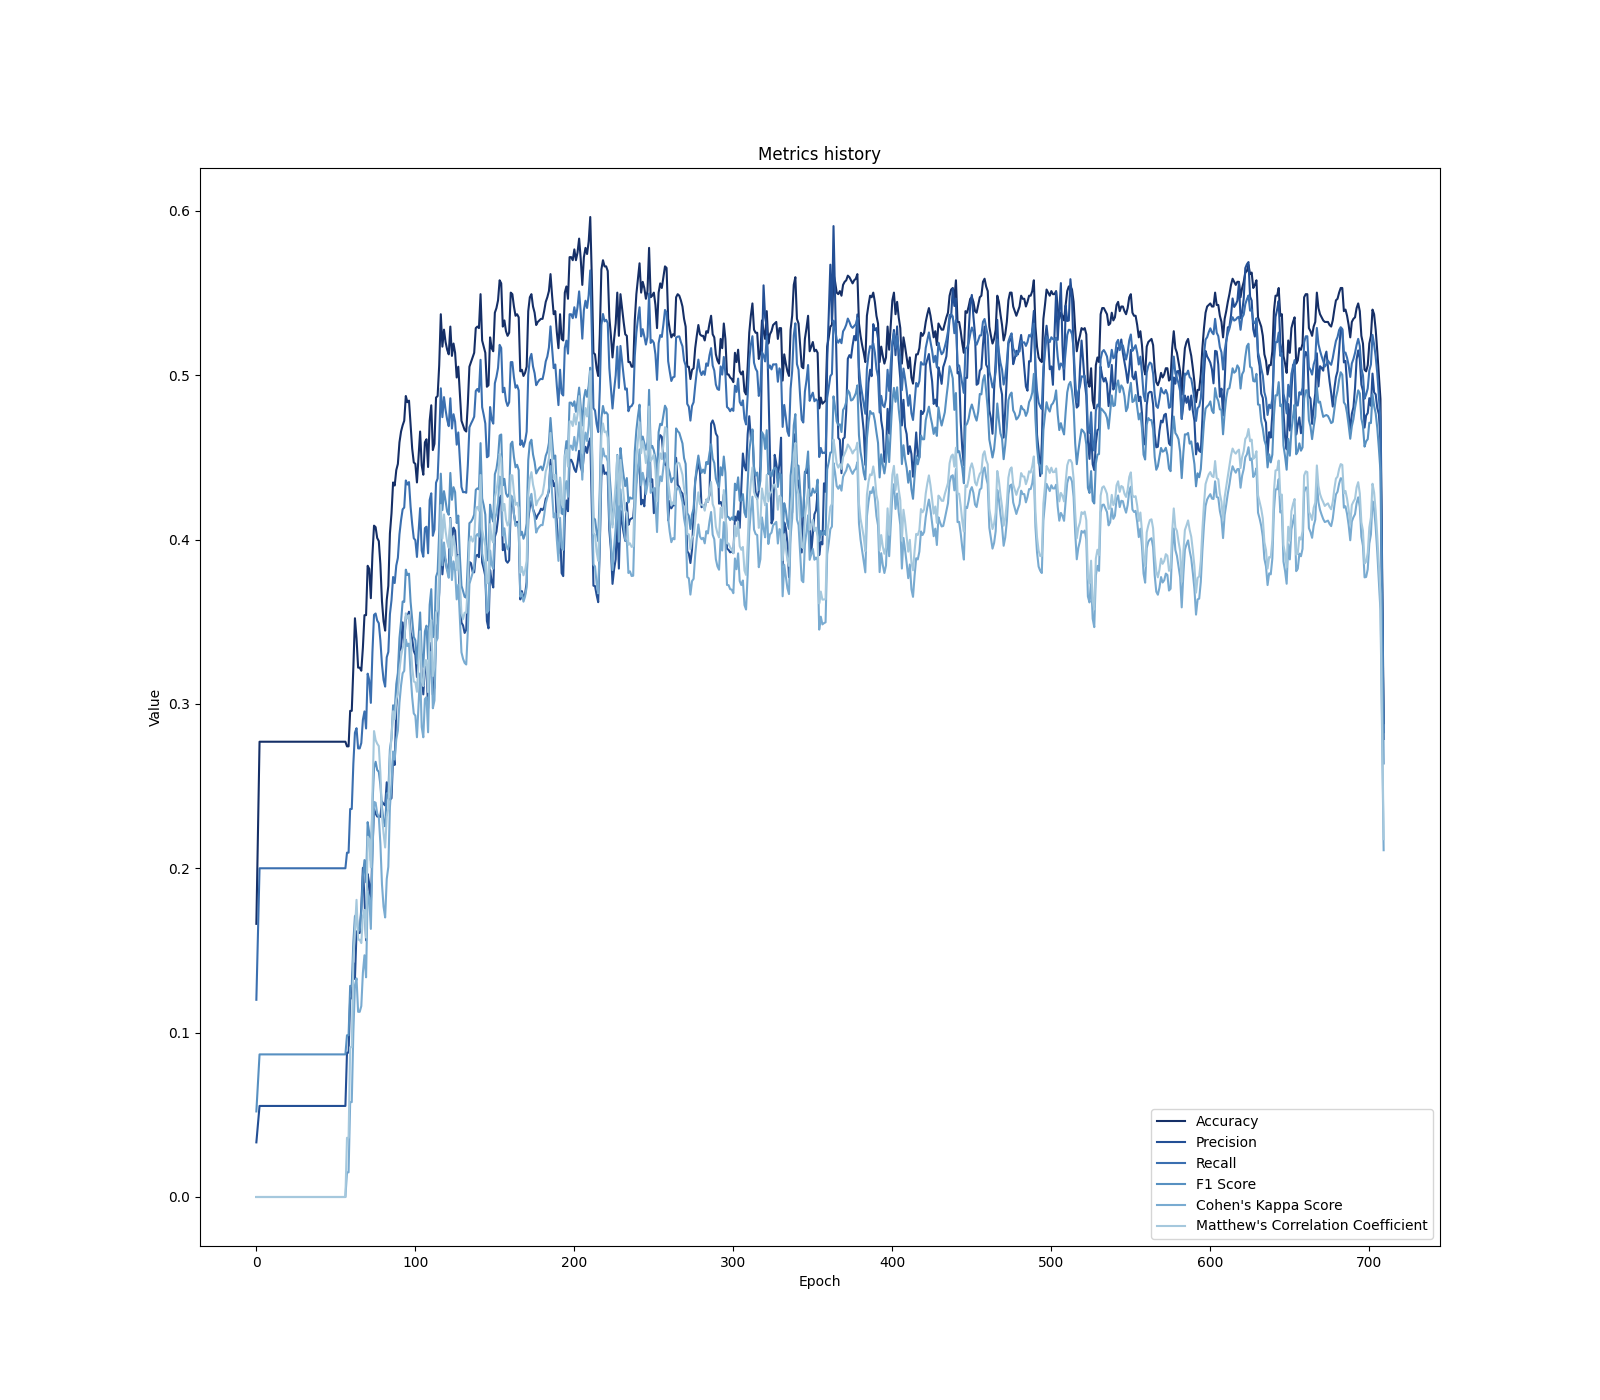 Metrics history
0.6
0.5
0.4
0.3
0.2
0.1
0.0
Value
0 100 200 300 400 500 600 700
Epoch
Accuracy
Precision
Recall
F1 Score
Cohen's Kappa Score
Matthew's Correlation Coefficient